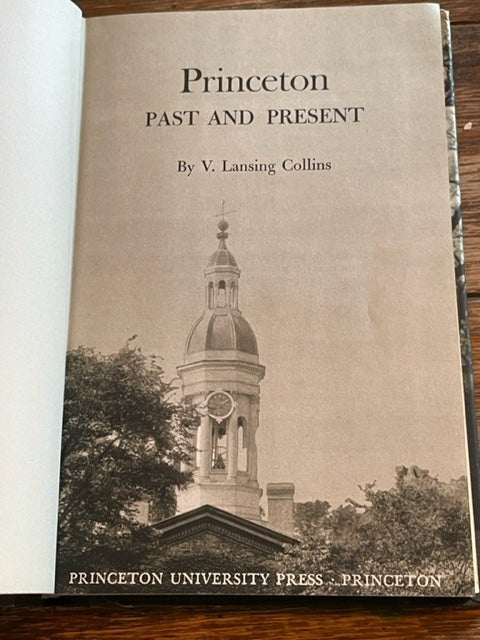 Princeton
PAST AND PRESENT
By V. Lansing Collins
PRINCETON UNIVERSITY PRESS · PRINCETON